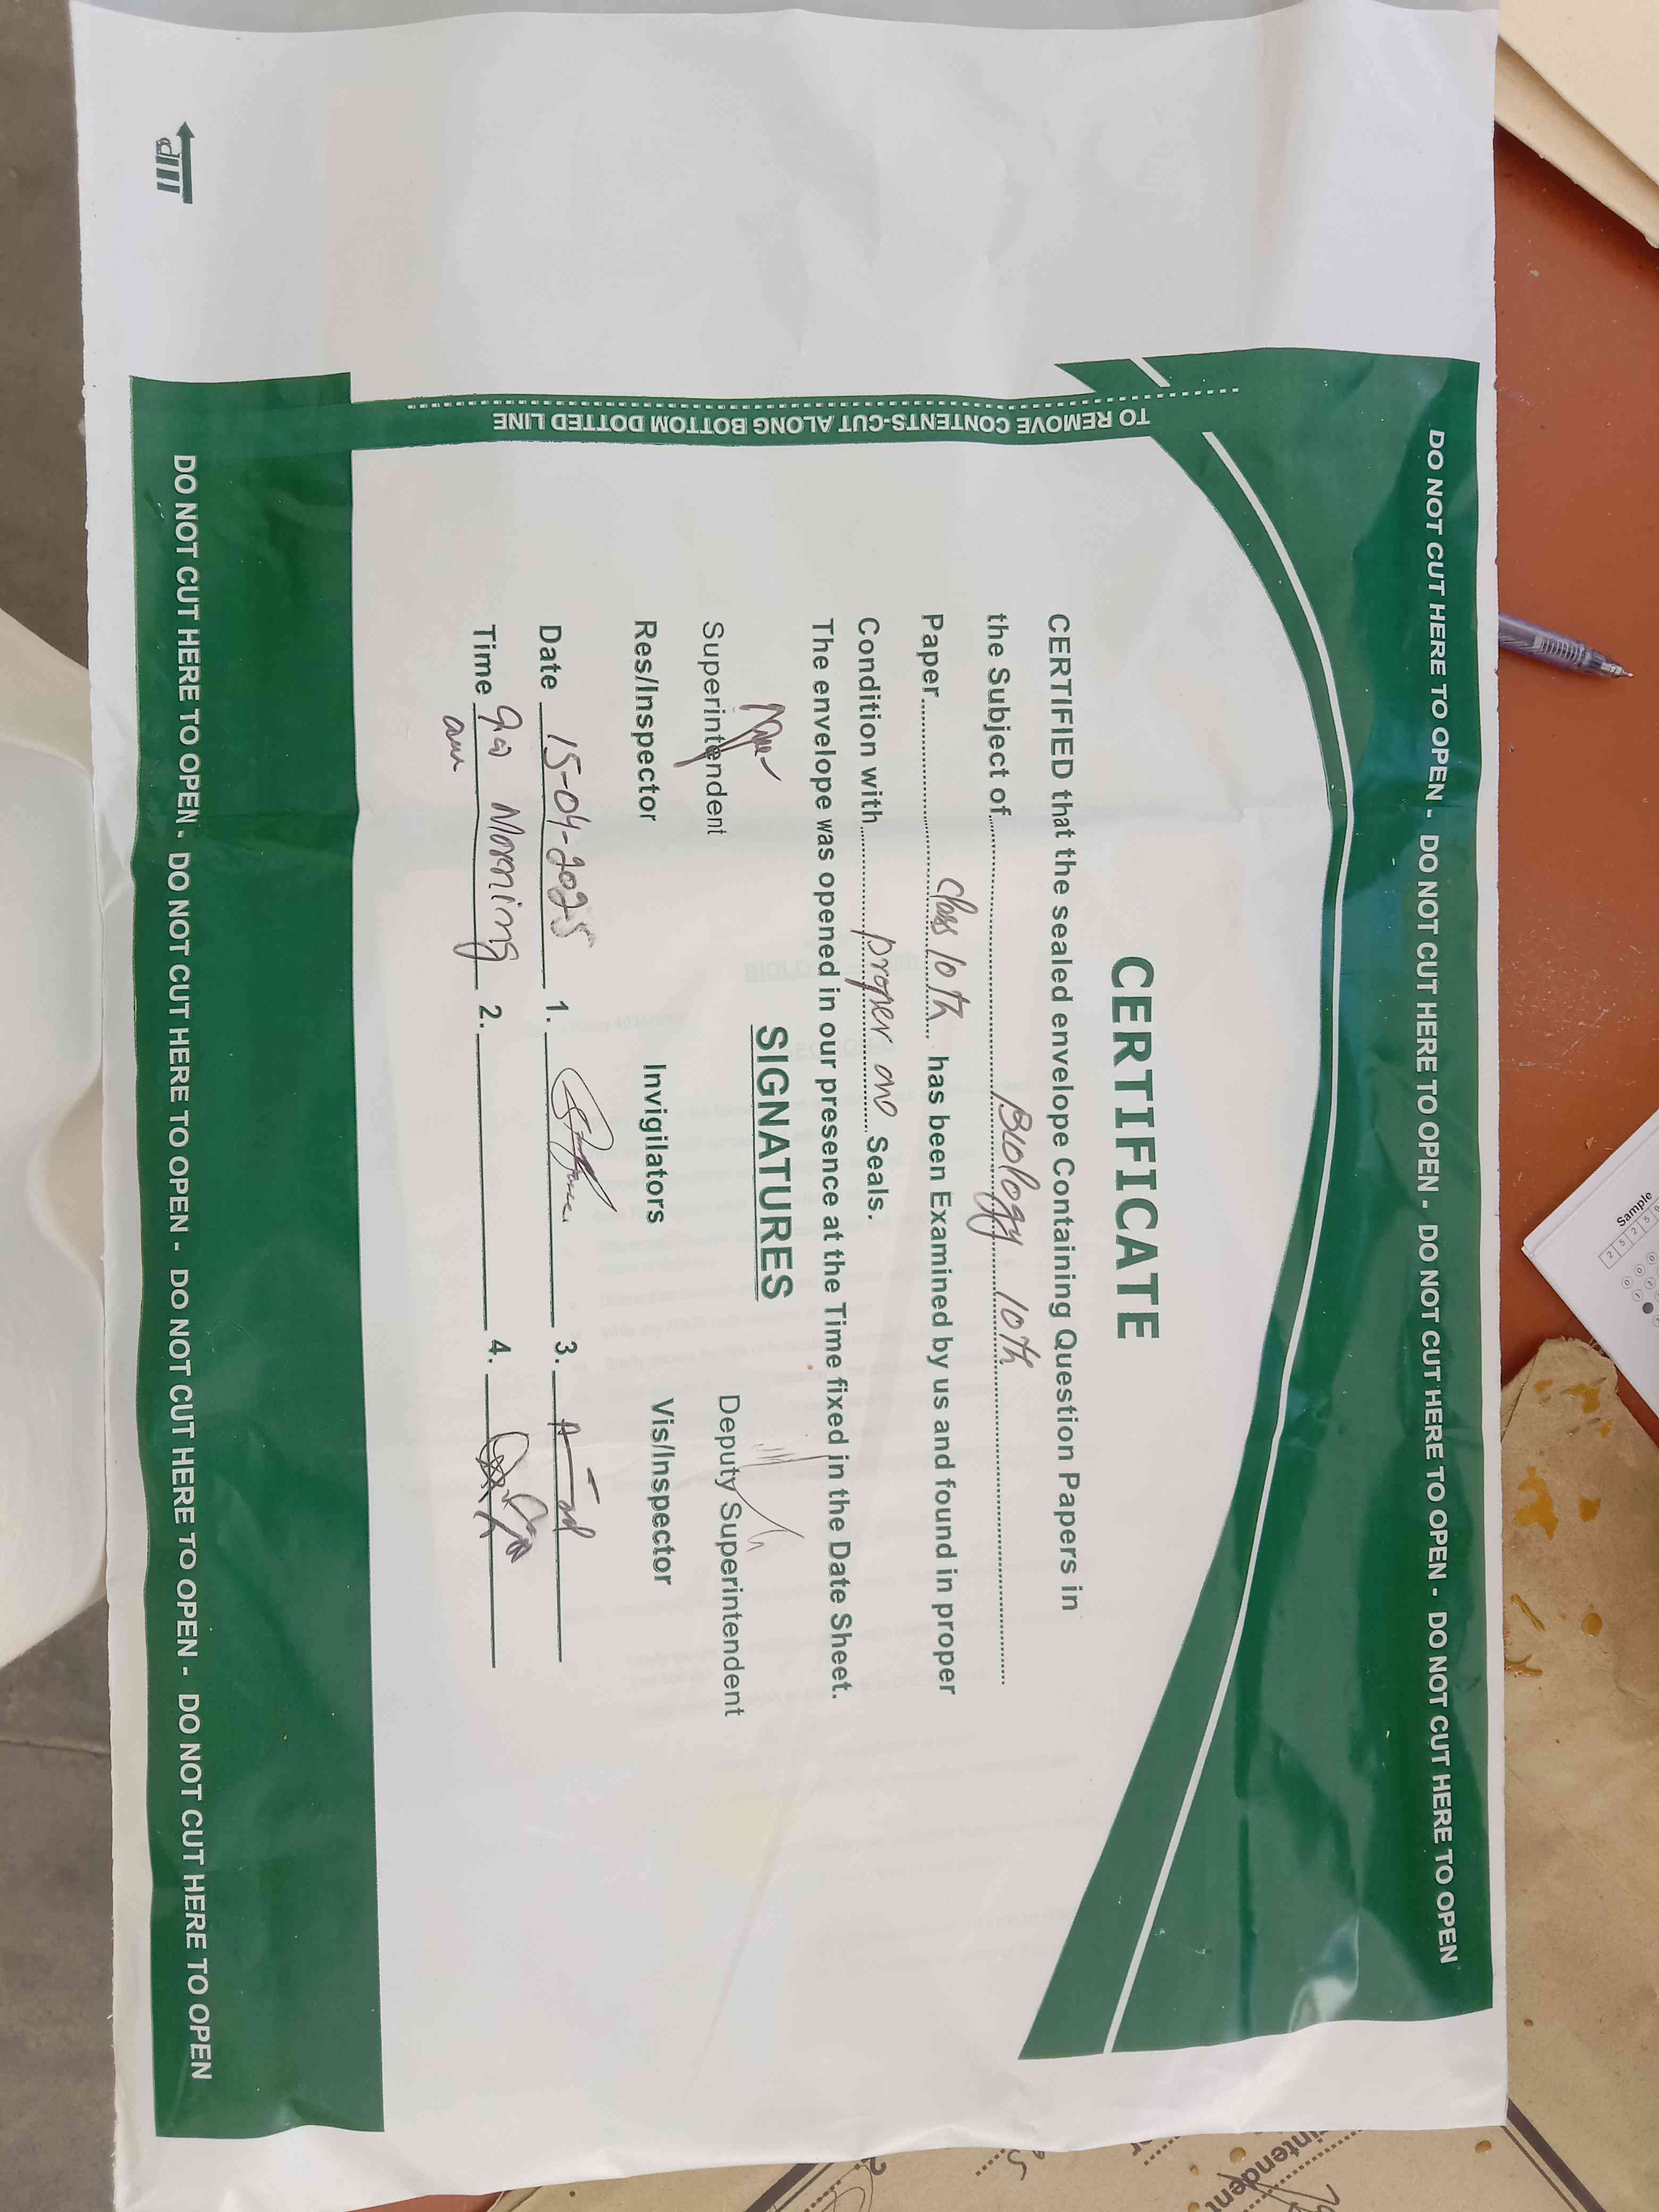 DO NOT CUT HERE TO OPEN - DO NOT CUT HERE TO OPEN - DO NOT CUT HERE TO OPEN - DO NOT CUT HERE TO OPEN
TO REMOVE CONTENTS-CUT ALONG BOTTOM DOTTED LINE
CERTIFICATE
CERTIFIED that the sealed envelope Containing Question Papers in
the Subject of Biology 10th
Paper class 10th has been Examined by us and found in proper
Condition with proper Seals.
The envelope was opened in our presence at the Time fixed in the Date Sheet.
SIGNATURES
Superintendent Deputy Superintendent
Res/Inspector Invigilators Vis/Inspector
Date 15-04-2025 1. 3.
Time Morning 2. 4.
DO NOT CUT HERE TO OPEN - DO NOT CUT HERE TO OPEN - DO NOT CUT HERE TO OPEN - DO NOT CUT HERE TO OPEN
Sample
2 5 2 5 9